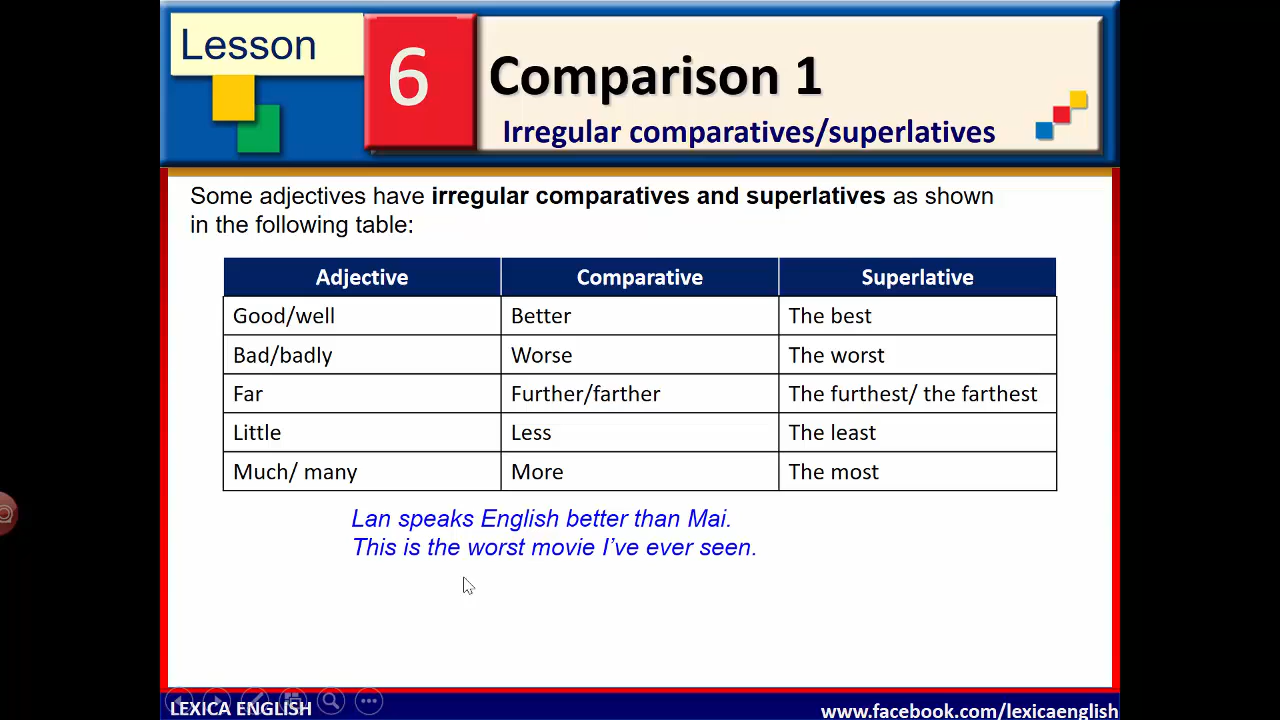 Lesson
6
Comparison 1
Irregular comparatives/superlatives
Some adjectives have irregular comparatives and superlatives as shown
in the following table:
Adjective Comparative Superlative
Good/well Better The best
Bad/badly Worse The worst
Far Further/farther The furthest/ the farthest
Little Less The least
Much/ many More The most
Lan speaks English better than Mai.
This is the worst movie I’ve ever seen.
LEXICA ENGLISH
www.facebook.com/lexicaenglish